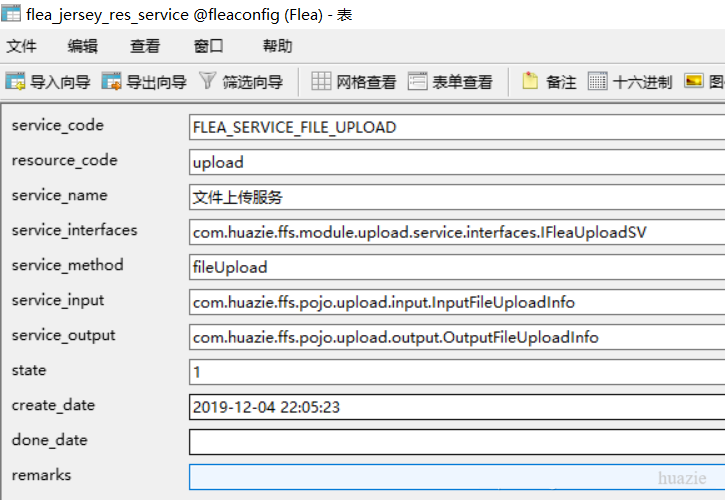 flea_jersey_res_service @fleaconfig (Flea) - 表
文件 编辑 查看 窗口 帮助
导入向导 导出向导 筛选向导 网格查看 表单查看 备注 十六进制
service_code FLEA_SERVICE_FILE_UPLOAD
resource_code upload
service_name 文件上传服务
service_interfaces com.huazie.ffs.module.upload.service.interfaces.IFleaUploadSV
service_method fileUpload
service_input com.huazie.ffs.pojo.upload.input.InputFileUploadInfo
service_output com.huazie.ffs.pojo.upload.output.OutputFileUploadInfo
state 1
create_date 2019-12-04 22:05:23
done_date
remarks
huazie